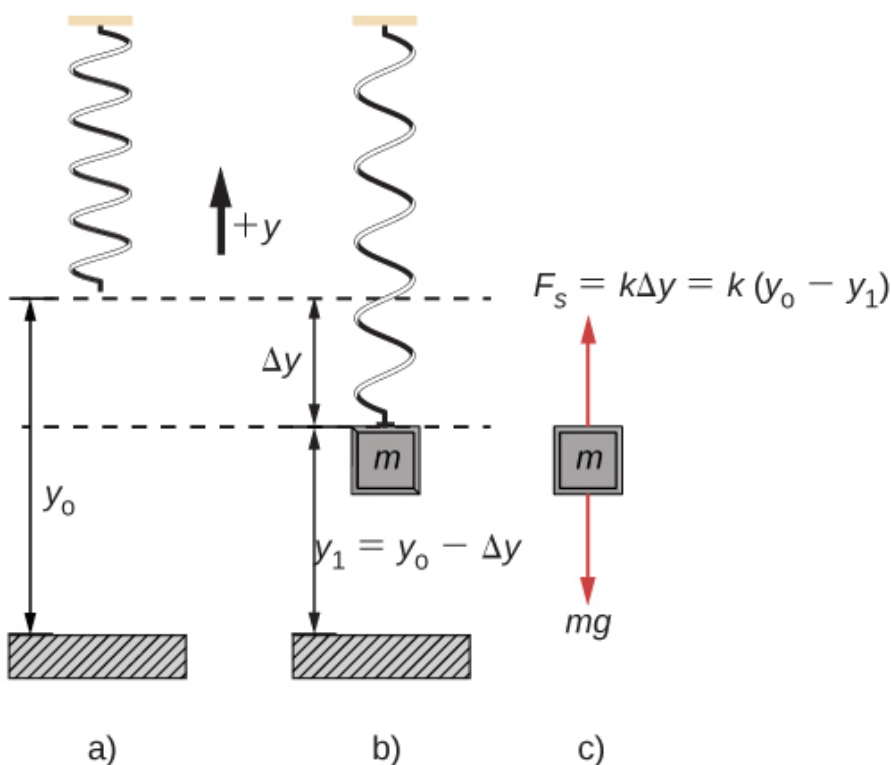 +y
F_s = kΔy = k (y_o − y_1)
Δy
m
m
y_o
y_1 = y_o − Δy
mg
a)
b)
c)